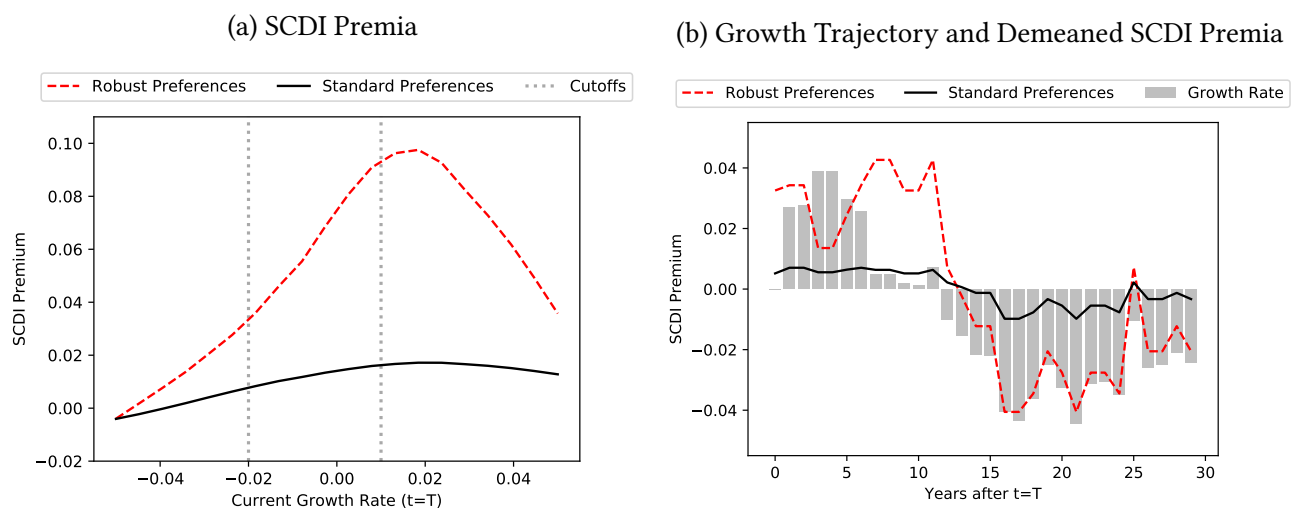 (a) SCDI Premia
Robust Preferences
Standard Preferences
Cutoffs
SCDI Premium
0.10
0.08
0.06
0.04
0.02
0.00
−0.02
−0.04
−0.02
0.00
0.02
0.04
Current Growth Rate (t=T)
(b) Growth Trajectory and Demeaned SCDI Premia
Robust Preferences
Standard Preferences
Growth Rate
SCDI Premium
0.04
0.02
0.00
−0.02
−0.04
0
5
10
15
20
25
30
Years after t=T